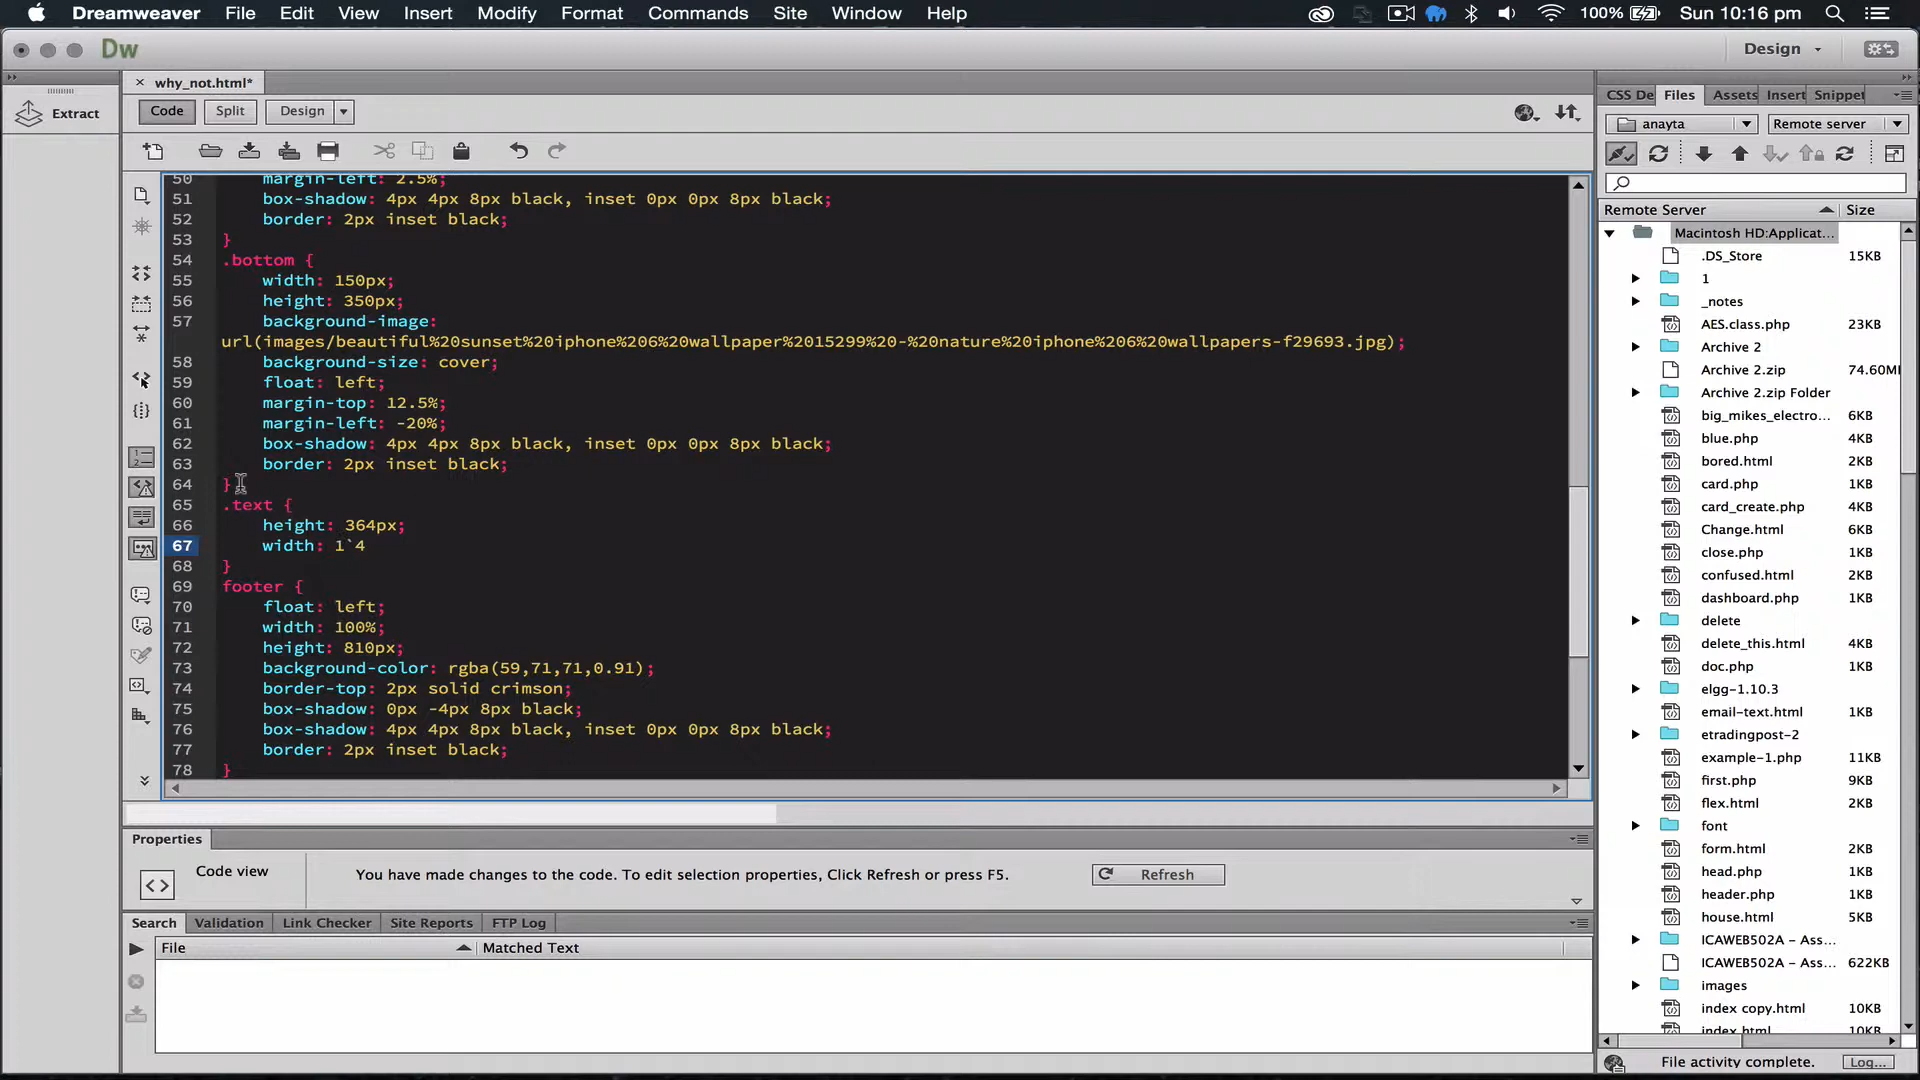 Dreamweaver File Edit View Insert Modify Format Commands Site Window Help 100% Sun 10:16 pm
Dw Design
× why_not.html*
Extract Code Split Design
50 margin-left: 2.5%;
51 box-shadow: 4px 4px 8px black, inset 0px 0px 8px black;
52 border: 2px inset black;
53 }
54 .bottom {
55 width: 150px;
56 height: 350px;
57 background-image:
url(images/beautiful%20sunset%20iphone%206%20wallpaper%2015299%20-%20nature%20iphone%206%20wallpapers-f29693.jpg);
58 background-size: cover;
59 float: left;
60 margin-top: 12.5%;
61 margin-left: -20%;
62 box-shadow: 4px 4px 8px black, inset 0px 0px 8px black;
63 border: 2px inset black;
64 }
65 .text {
66 height: 364px;
67 width: 1`4
68 }
69 footer {
70 float: left;
71 width: 100%;
72 height: 810px;
73 background-color: rgba(59,71,71,0.91);
74 border-top: 2px solid crimson;
75 box-shadow: 0px -4px 8px black;
76 box-shadow: 4px 4px 8px black, inset 0px 0px 8px black;
77 border: 2px inset black;
78 }
Properties
Code view You have made changes to the code. To edit selection properties, Click Refresh or press F5. Refresh
Search Validation Link Checker Site Reports FTP Log
File Matched Text
CSS De Files Assets Insert Snippet
anayta Remote server
Remote Server Size
Macintosh HD:Applicat...
.DS_Store 15KB
1
_notes
AES.class.php 23KB
Archive 2
Archive 2.zip 74.60M
Archive 2.zip Folder
big_mikes_electro... 6KB
blue.php 4KB
bored.html 2KB
card.php 1KB
card_create.php 4KB
Change.html 6KB
close.php 1KB
confused.html 2KB
dashboard.php 1KB
delete
delete_this.html 4KB
doc.php 1KB
elgg-1.10.3
email-text.html 1KB
etradingpost-2
example-1.php 11KB
first.php 9KB
flex.html 2KB
font
form.html 2KB
head.php 1KB
header.php 1KB
house.html 5KB
ICAWEB502A - Ass...
ICAWEB502A - Ass... 622KB
images
index copy.html 10KB
index.html 10KB
File activity complete. Log...